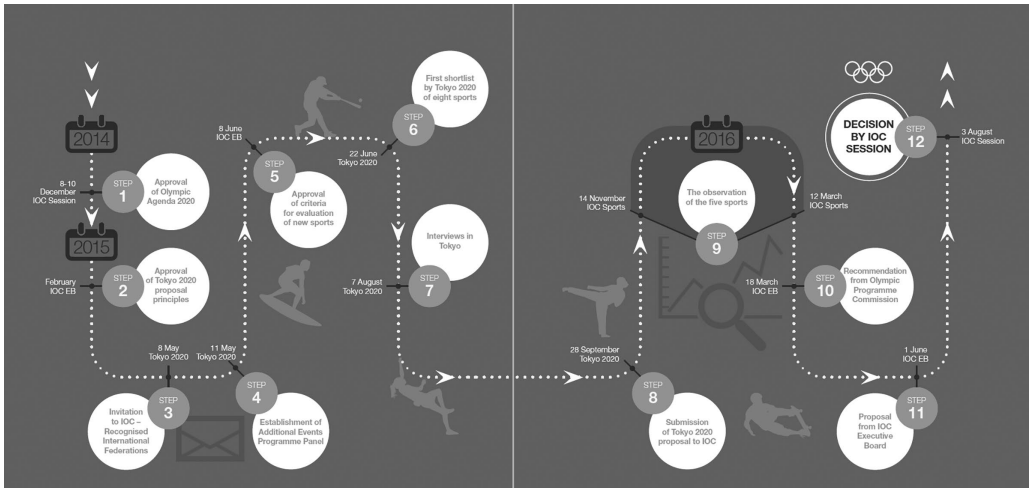 2014
8-10
December
IOC Session
STEP
1
Approval
of Olympic
Agenda 2020
2015
February
IOC EB
STEP
2
Approval
of Tokyo 2020
proposal
principles
8 May
Tokyo 2020
STEP
3
Invitation
to IOC –
Recognised
International
Federations
11 May
Tokyo 2020
STEP
4
Establishment of
Additional Events
Programme Panel
8 June
IOC EB
STEP
5
Approval
of criteria
for evaluation
of new sports
22 June
Tokyo 2020
STEP
6
First shortlist
by Tokyo 2020
of eight sports
7 August
Tokyo 2020
STEP
7
Interviews in
Tokyo
28 September
Tokyo 2020
STEP
8
Submission
of Tokyo 2020
proposal to IOC
14 November
IOC Sports
2016
12 March
IOC Sports
STEP
9
The observation
of the five sports
18 March
IOC EB
STEP
10
Recommendation
from Olympic
Programme
Commission
1 June
IOC EB
STEP
11
Proposal
from IOC
Executive
Board
3 August
IOC Session
STEP
12
DECISION
BY IOC
SESSION